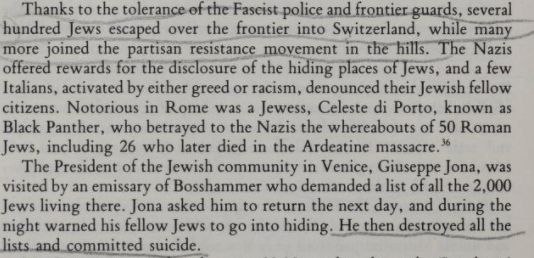 Thanks to the tolerance of the Fascist police and frontier guards, several
hundred Jews escaped over the frontier into Switzerland, while many
more joined the partisan resistance movement in the hills. The Nazis
offered rewards for the disclosure of the hiding places of Jews, and a few
Italians, activated by either greed or racism, denounced their Jewish fellow
citizens. Notorious in Rome was a Jewess, Celeste di Porto, known as
Black Panther, who betrayed to the Nazis the whereabouts of 50 Roman
Jews, including 26 who later died in the Ardeatine massacre.36
The President of the Jewish community in Venice, Giuseppe Jona, was
visited by an emissary of Bosshammer who demanded a list of all the 2,000
Jews living there. Jona asked him to return the next day, and during the
night warned his fellow Jews to go into hiding. He then destroyed all the
lists and committed suicide.